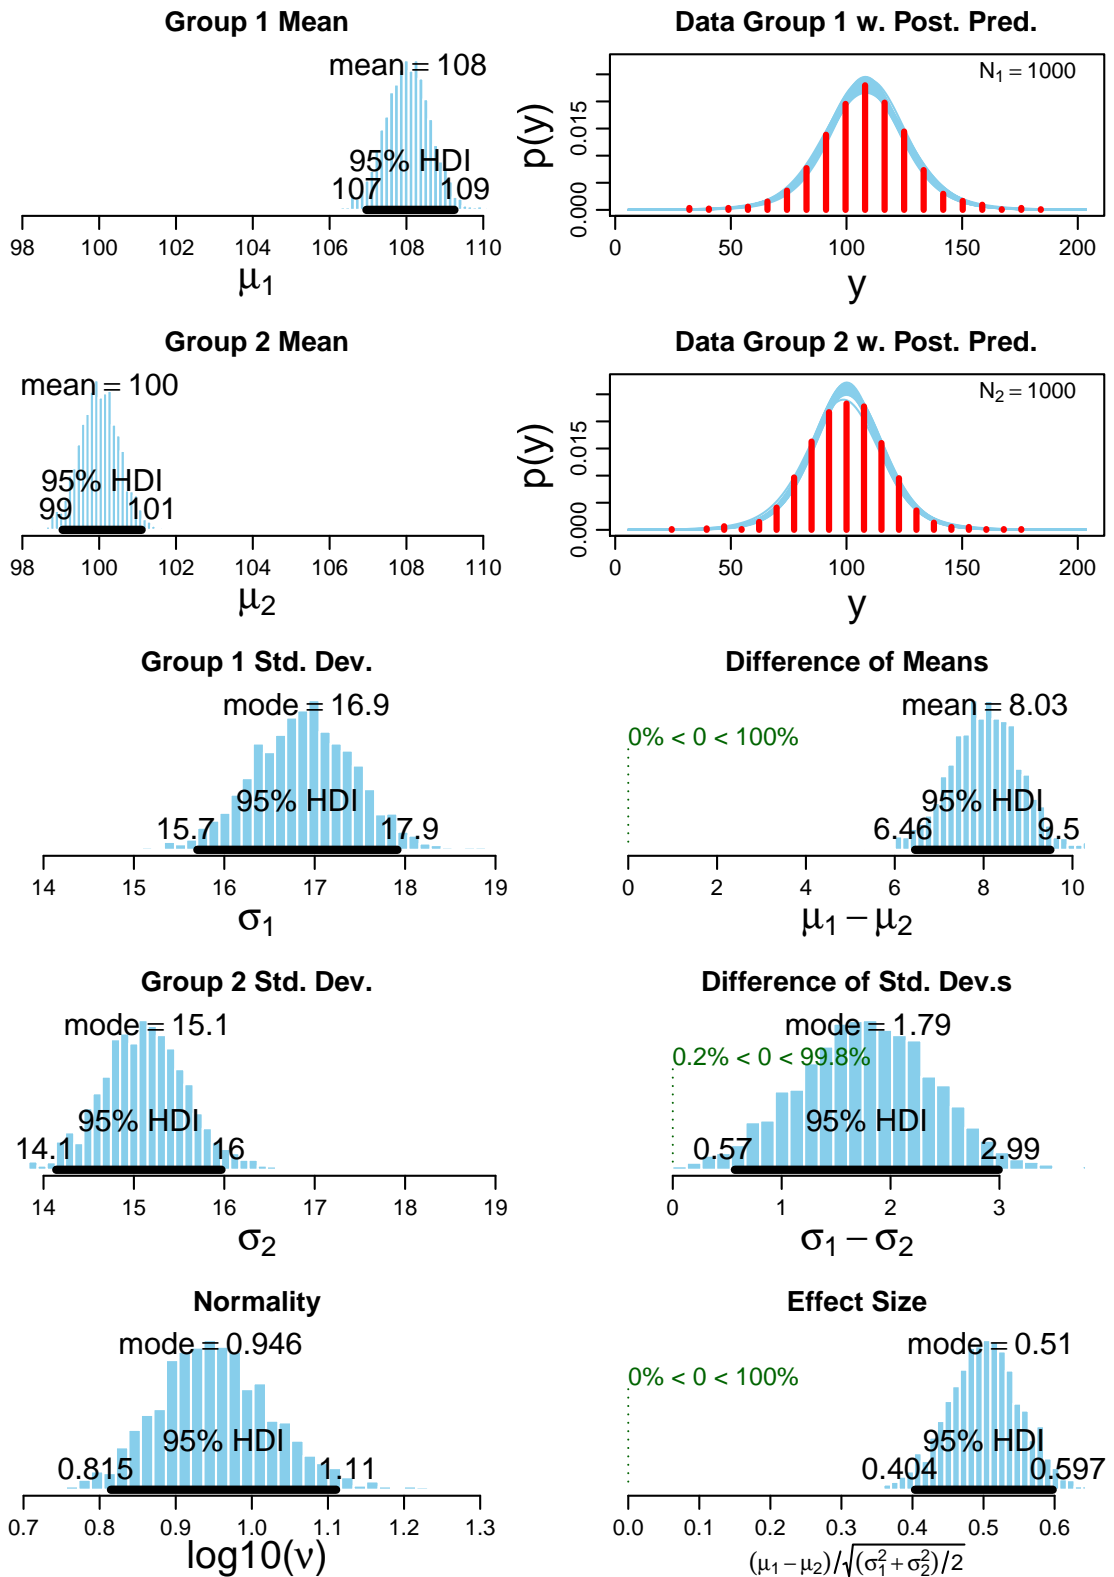 Group 1 Mean
mean = 108
95% HDI
107 109
98 100 102 104 106 108 110
μ1
Data Group 1 w. Post. Pred.
N1 = 1000
p(y)
0.000 0.015
0 50 100 150 200
y
Group 2 Mean
mean = 100
95% HDI
99 101
98 100 102 104 106 108 110
μ2
Data Group 2 w. Post. Pred.
N2 = 1000
p(y)
0.000 0.015
0 50 100 150 200
y
Group 1 Std. Dev.
mode = 16.9
95% HDI
15.7 17.9
14 15 16 17 18 19
σ1
Difference of Means
mean = 8.03
0% < 0 < 100%
95% HDI
6.46 9.5
0 2 4 6 8 10
μ1 − μ2
Group 2 Std. Dev.
mode = 15.1
95% HDI
14.1 16
14 15 16 17 18 19
σ2
Difference of Std. Dev.s
mode = 1.79
0.2% < 0 < 99.8%
95% HDI
0.57 2.99
0 1 2 3
σ1 − σ2
Normality
mode = 0.946
95% HDI
0.815 1.11
0.7 0.8 0.9 1.0 1.1 1.2 1.3
log10(ν)
Effect Size
mode = 0.51
0% < 0 < 100%
95% HDI
0.404 0.597
0.0 0.1 0.2 0.3 0.4 0.5 0.6
(μ1 − μ2)/√(σ1² + σ2²)/2